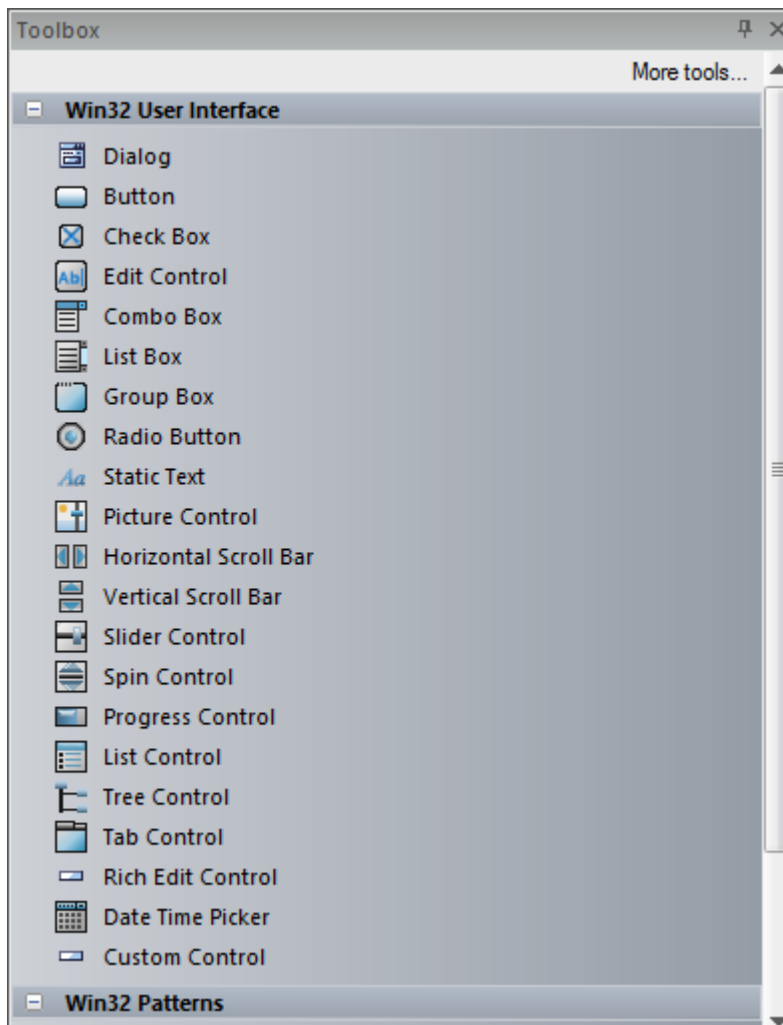 Toolbox
More tools...
Win32 User Interface
Dialog
Button
Check Box
Ab Edit Control
Combo Box
List Box
Group Box
Radio Button
Aa Static Text
Picture Control
Horizontal Scroll Bar
Vertical Scroll Bar
Slider Control
Spin Control
Progress Control
List Control
Tree Control
Tab Control
Rich Edit Control
Date Time Picker
Custom Control
Win32 Patterns